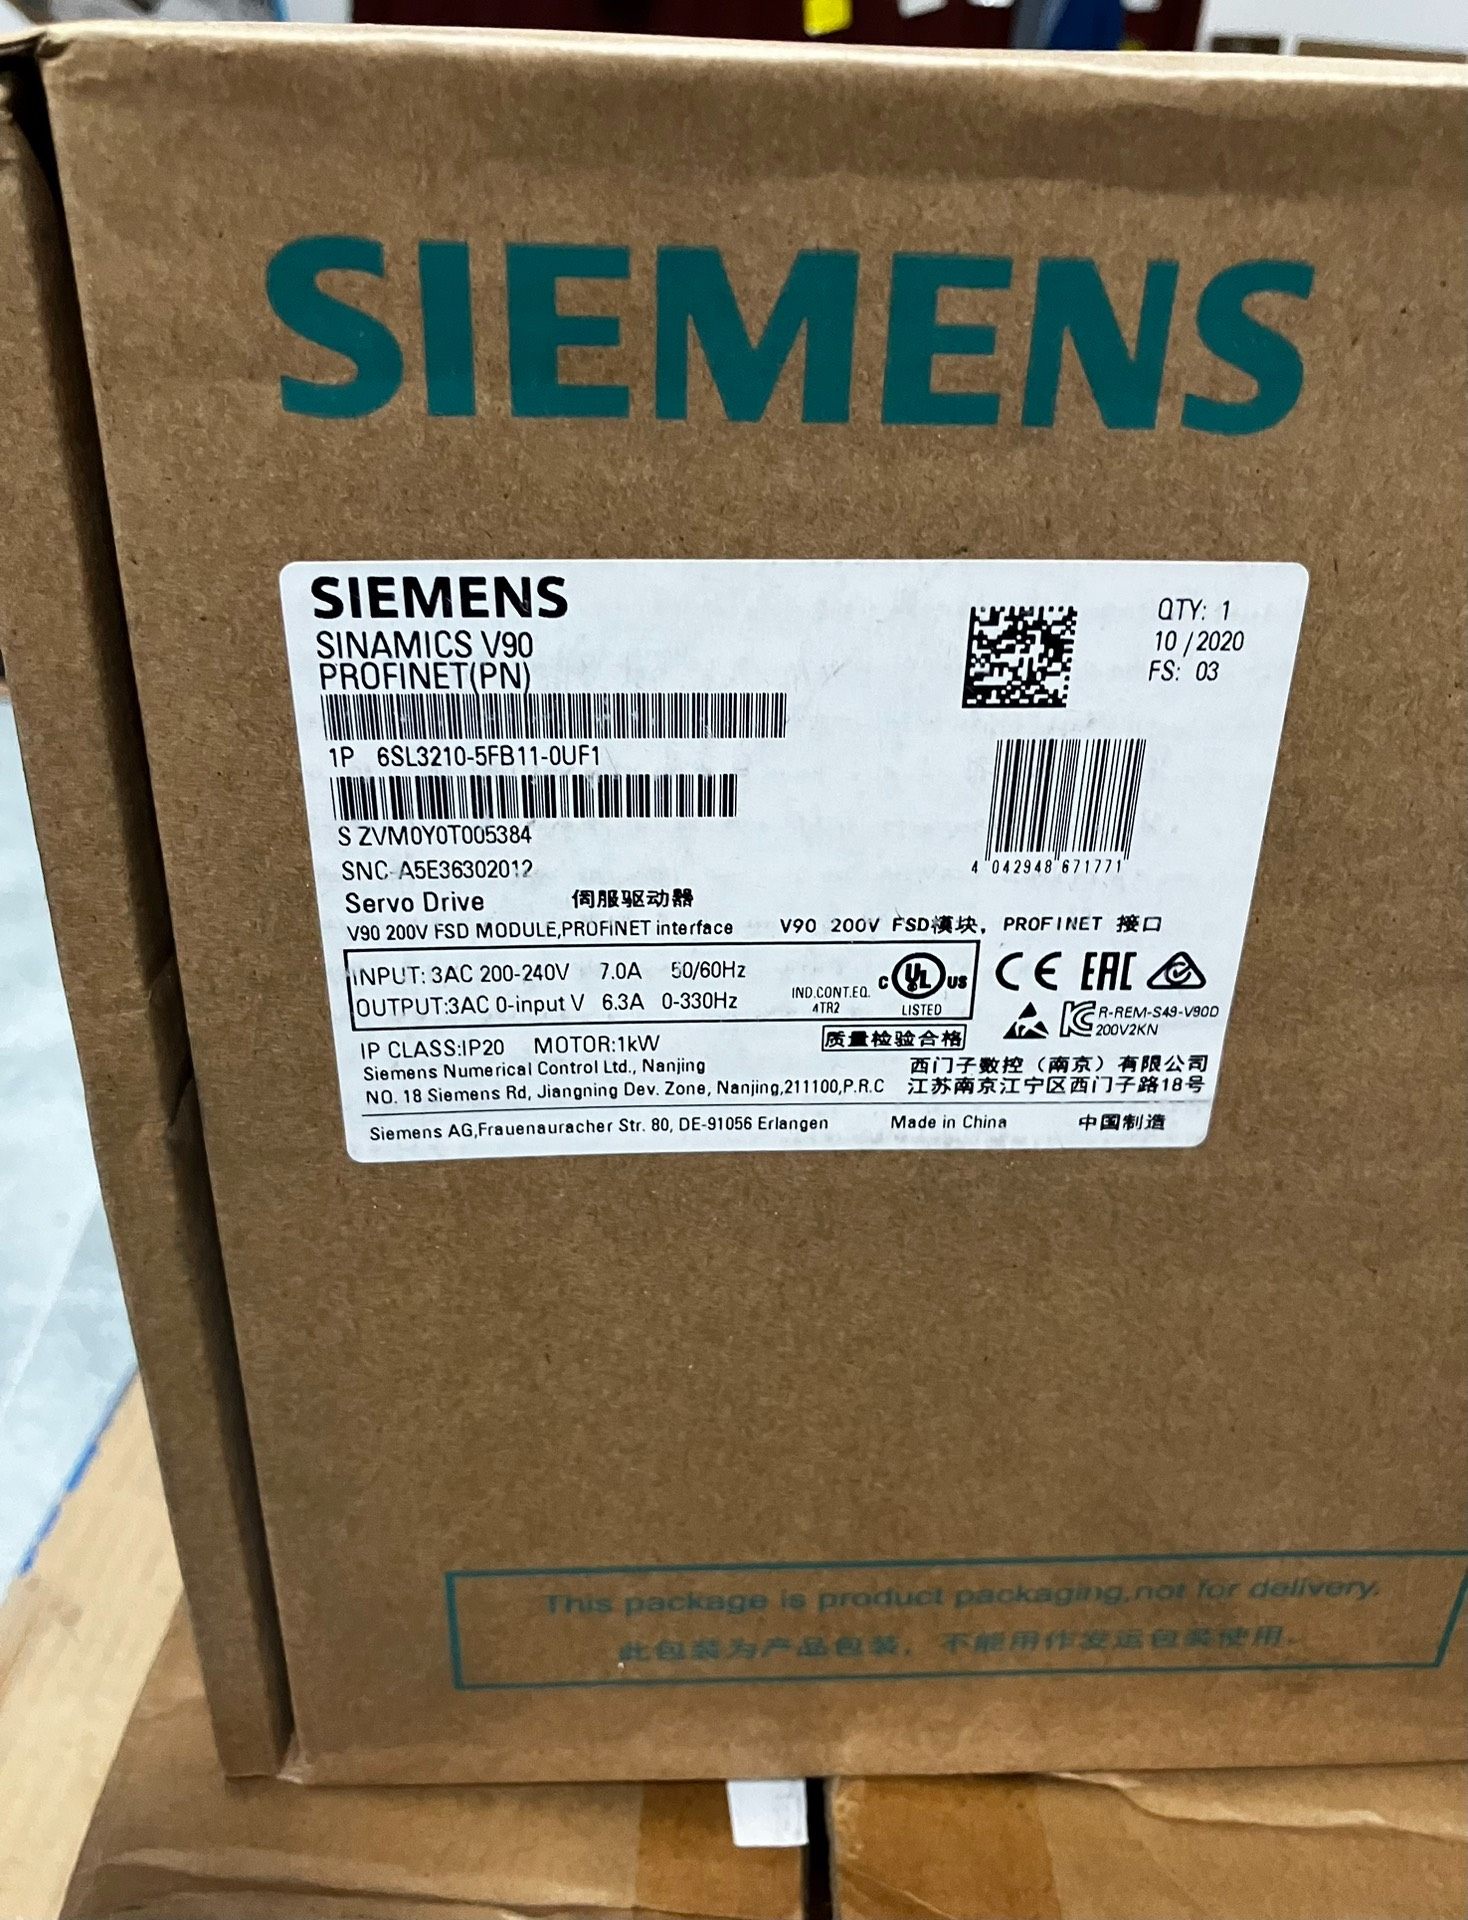 SIEMENS
SIEMENS
SINAMICS V90
PROFINET(PN)
QTY: 1
10 /2020
FS: 03
1P 6SL3210-5FB11-0UF1
S ZVM0Y0T005384
SNC-A5E36302012
4 042948 671771
Servo Drive 伺服驱动器
V90 200V FSD MODULE,PROFINET interface V90 200V FSD模块, PROFINET 接口
INPUT: 3AC 200-240V 7.0A 50/60Hz
OUTPUT:3AC 0-input V 6.3A 0-330Hz
IND.CONT.EQ.
4TR2
C UL US
LISTED
CE EAC
R-REM-S49-V90D
200V2KN
IP CLASS:IP20 MOTOR:1kW 质量检验合格
Siemens Numerical Control Ltd., Nanjing 西门子数控（南京）有限公司
NO. 18 Siemens Rd, Jiangning Dev. Zone, Nanjing,211100,P.R.C 江苏南京江宁区西门子路18号
Siemens AG,Frauenauracher Str. 80, DE-91056 Erlangen Made in China 中国制造
This package is product packaging,not for delivery.
此包装为产品包装, 不能用作发运包装使用.